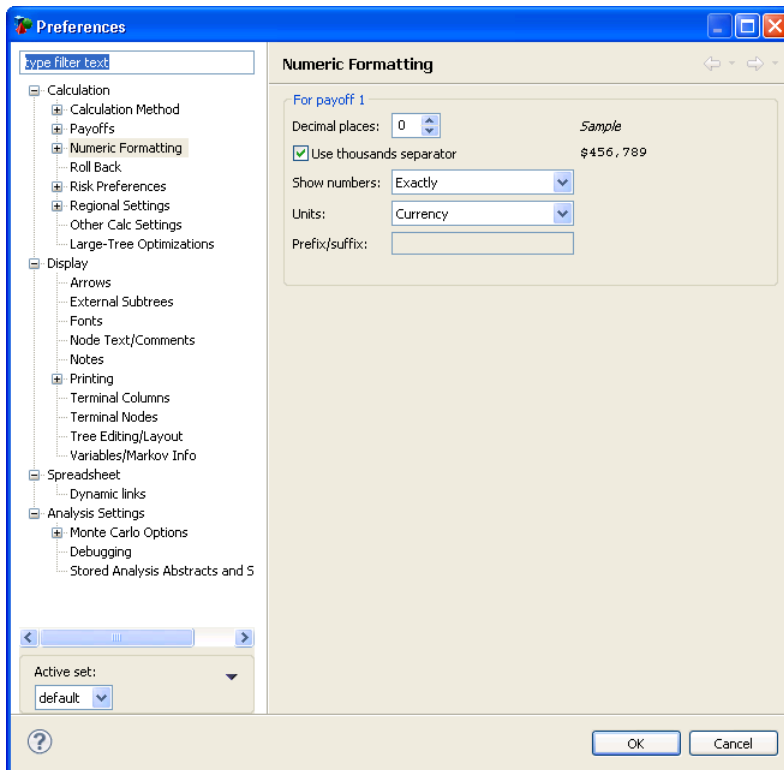 Preferences
type filter text
Calculation
Calculation Method
Payoffs
Numeric Formatting
Roll Back
Risk Preferences
Regional Settings
Other Calc Settings
Large-Tree Optimizations
Display
Arrows
External Subtrees
Fonts
Node Text/Comments
Notes
Printing
Terminal Columns
Terminal Nodes
Tree Editing/Layout
Variables/Markov Info
Spreadsheet
Dynamic links
Analysis Settings
Monte Carlo Options
Debugging
Stored Analysis Abstracts and S
Active set:
default
Numeric Formatting
For payoff 1
Decimal places: 0 Sample
Use thousands separator $456,789
Show numbers: Exactly
Units: Currency
Prefix/suffix:
? OK Cancel